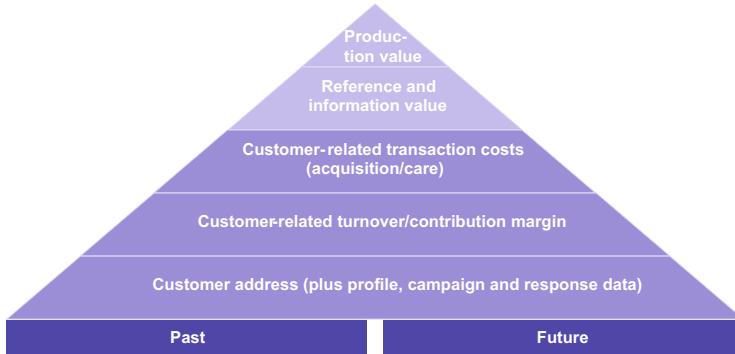 Produc-
tion value
Reference and
information value
Customer-related transaction costs
(acquisition/care)
Customer-related turnover/contribution margin
Customer address (plus profile, campaign and response data)
Past
Future